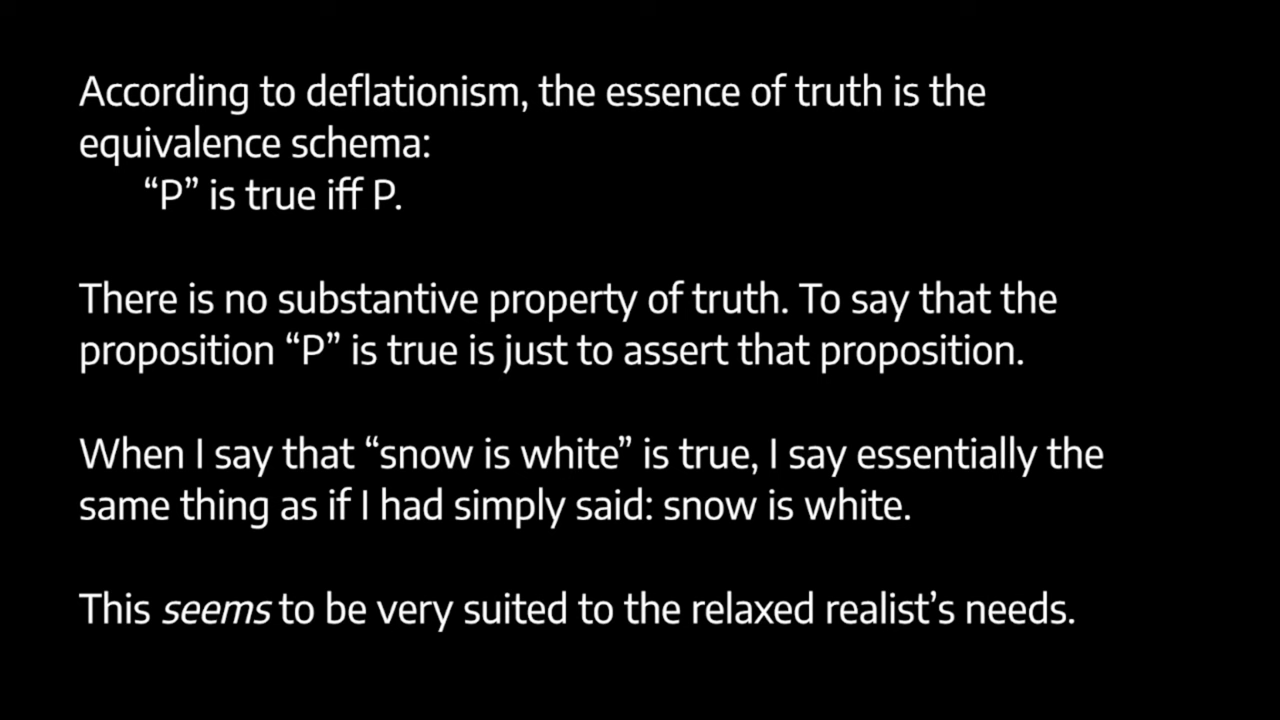 According to deflationism, the essence of truth is the
equivalence schema:
“P” is true iff P.
There is no substantive property of truth. To say that the
proposition “P” is true is just to assert that proposition.
When I say that “snow is white” is true, I say essentially the
same thing as if I had simply said: snow is white.
This seems to be very suited to the relaxed realist’s needs.